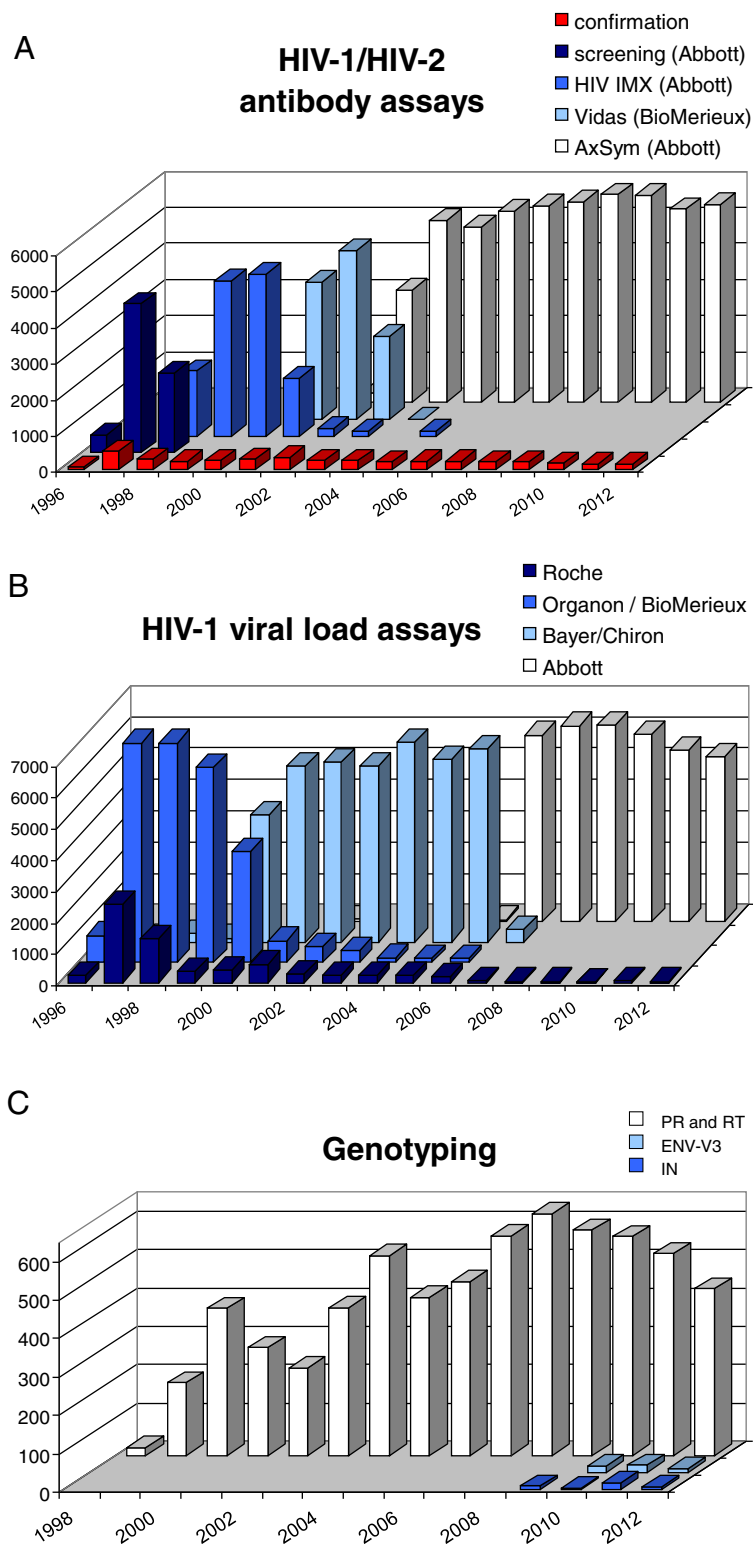 A
HIV-1/HIV-2
antibody assays
confirmation
screening (Abbott)
HIV IMX (Abbott)
Vidas (BioMerieux)
AxSym (Abbott)
6000
5000
4000
3000
2000
1000
0
1996
1998
2000
2002
2004
2006
2008
2010
2012
B
HIV-1 viral load assays
Roche
Organon / BioMerieux
Bayer/Chiron
Abbott
7000
6000
5000
4000
3000
2000
1000
0
1996
1998
2000
2002
2004
2006
2008
2010
2012
C
Genotyping
PR and RT
ENV-V3
IN
600
500
400
300
200
100
0
1998
2000
2002
2004
2006
2008
2010
2012